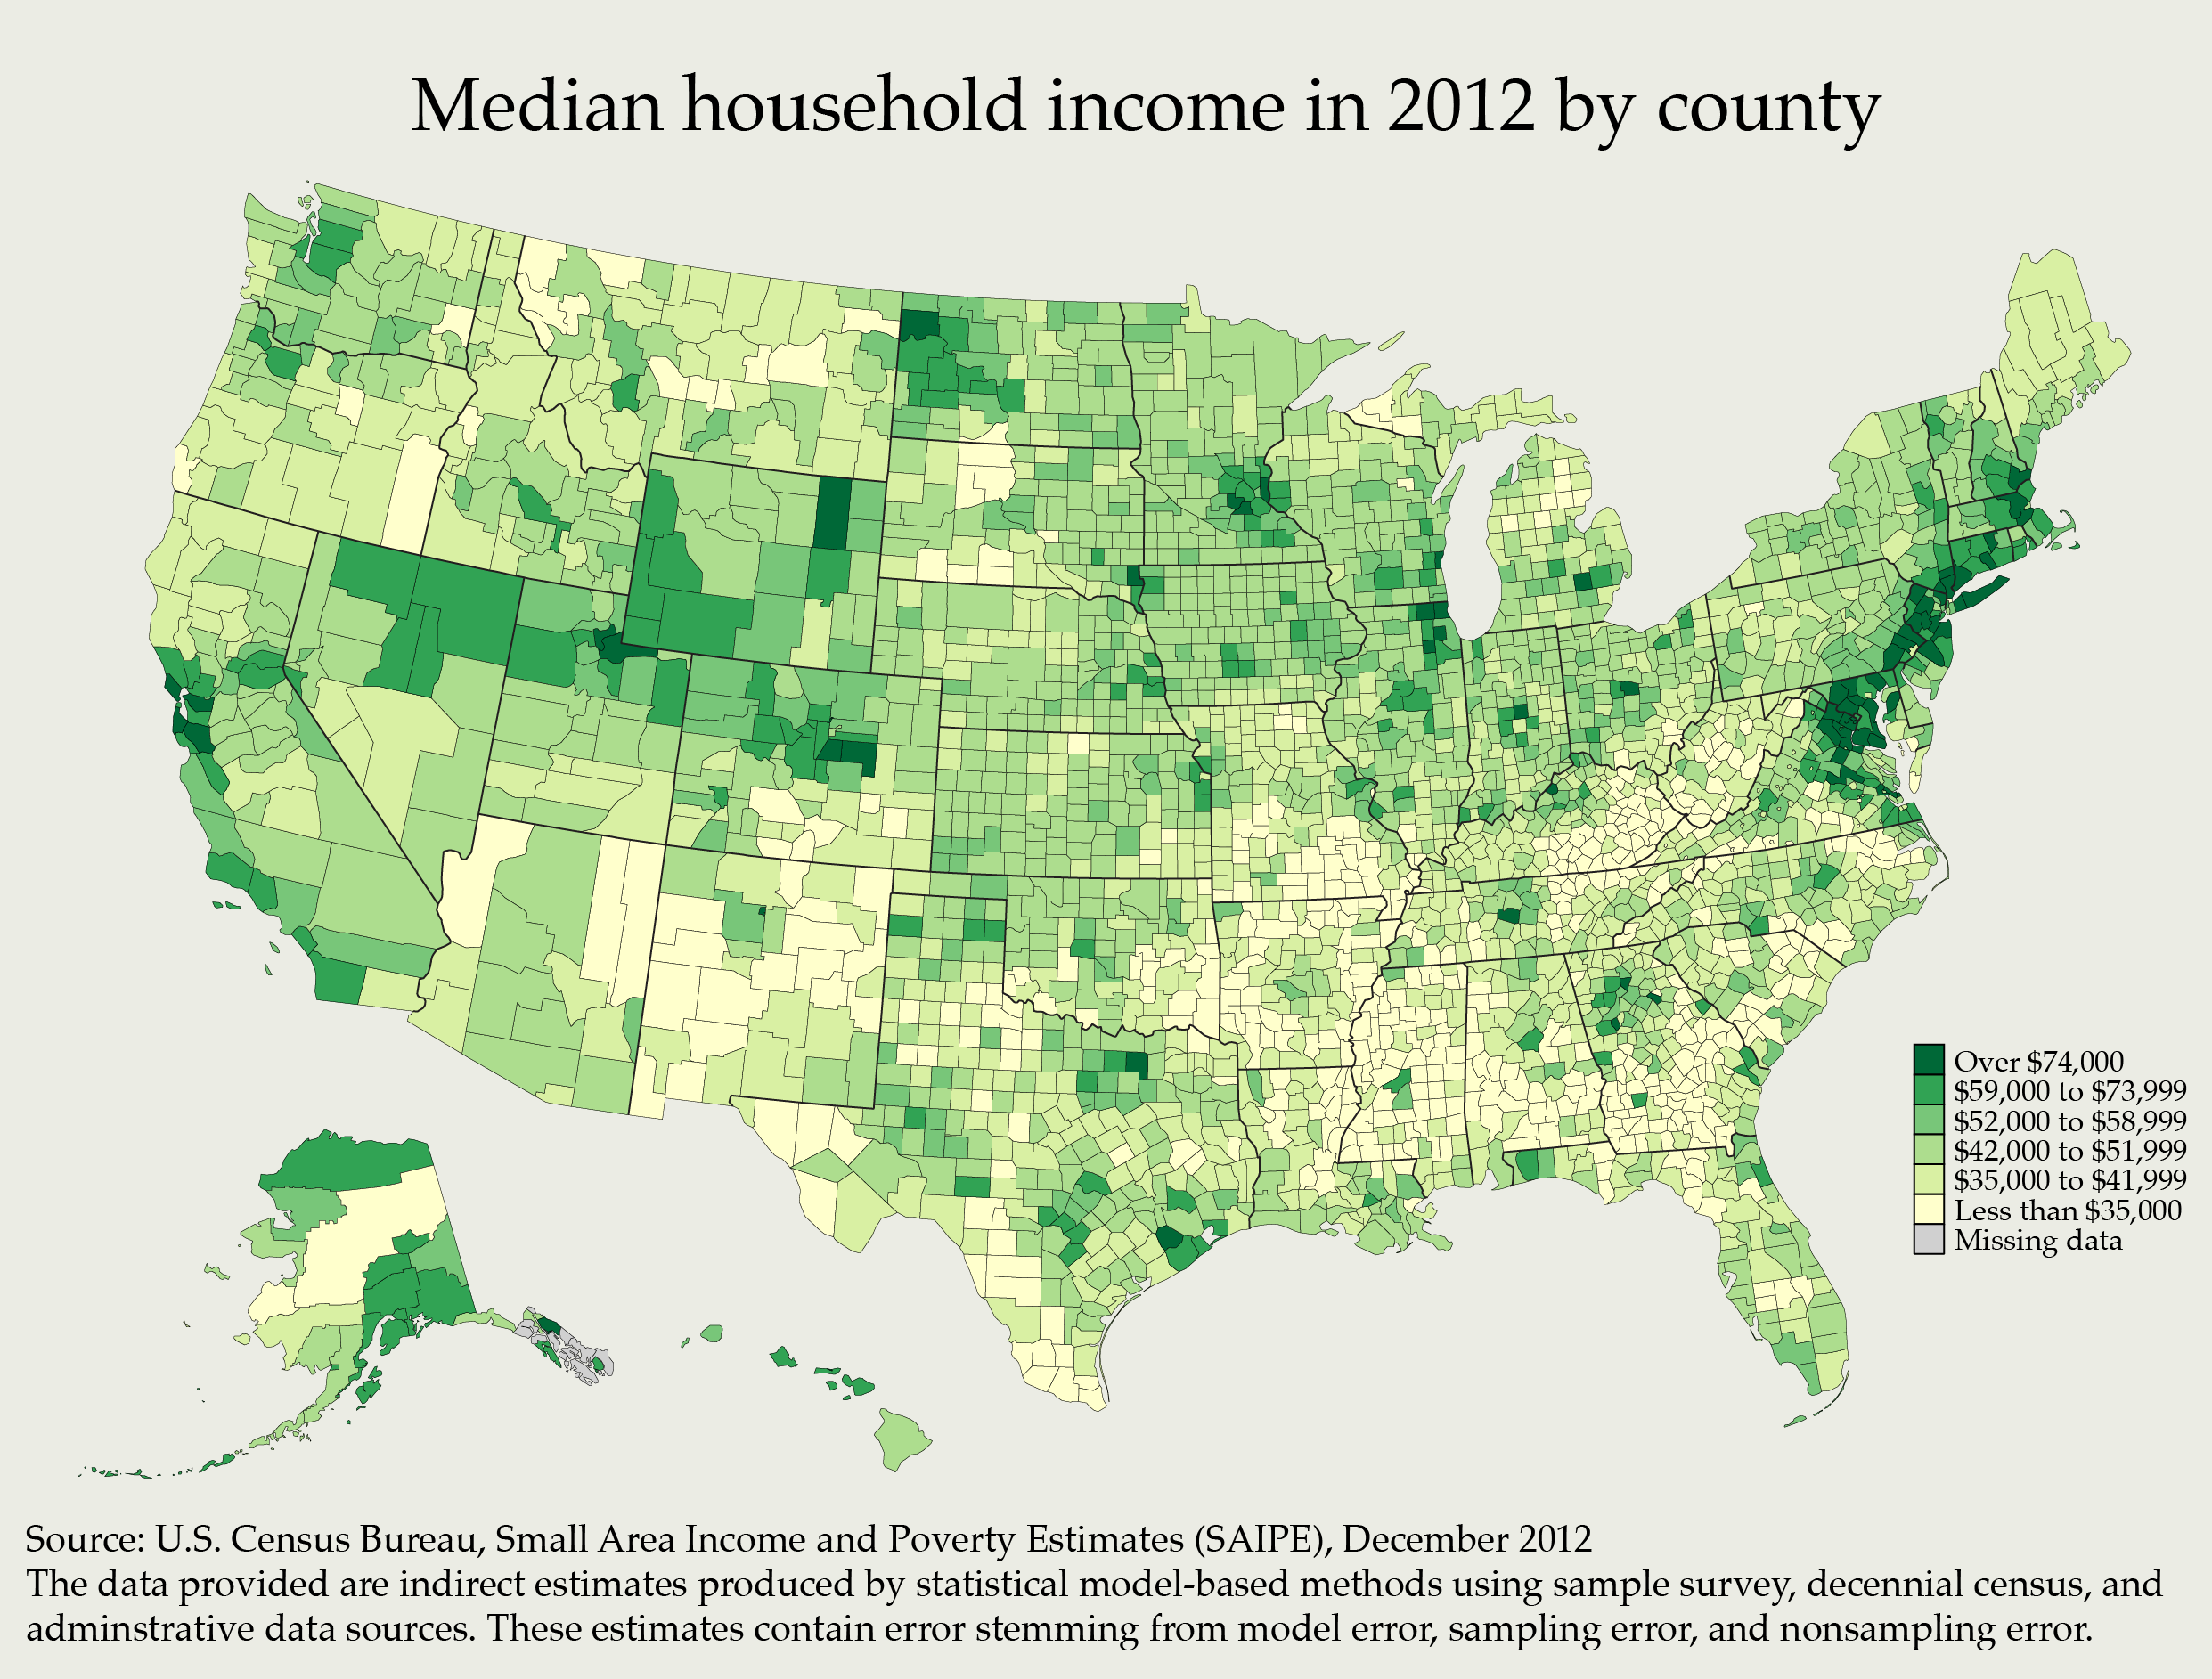 Median household income in 2012 by county
Over $74,000
$59,000 to $73,999
$52,000 to $58,999
$42,000 to $51,999
$35,000 to $41,999
Less than $35,000
Missing data
Source: U.S. Census Bureau, Small Area Income and Poverty Estimates (SAIPE), December 2012
The data provided are indirect estimates produced by statistical model-based methods using sample survey, decennial census, and
adminstrative data sources. These estimates contain error stemming from model error, sampling error, and nonsampling error.